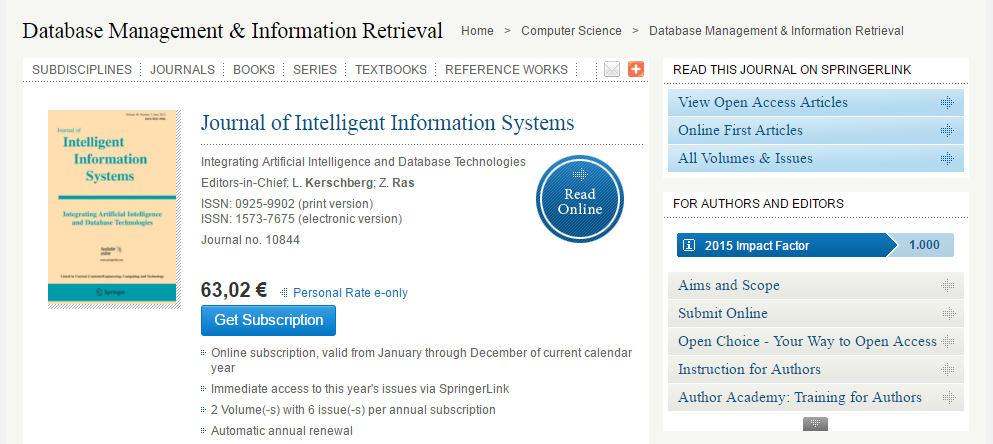 Database Management & Information Retrieval
Home > Computer Science > Database Management & Information Retrieval
SUBDISCIPLINES
JOURNALS
BOOKS
SERIES
TEXTBOOKS
REFERENCE WORKS
Journal of
Intelligent
Information
Systems
Integrating Artificial Intelligence
and Database Technologies
Available
online
Springer
Journal of Intelligent Information Systems
Integrating Artificial Intelligence and Database Technologies
Editors-in-Chief: L. Kerschberg; Z. Ras
ISSN: 0925-9902 (print version)
ISSN: 1573-7675 (electronic version)
Journal no. 10844
Read
Online
63,02 € Personal Rate e-only
Get Subscription
Online subscription, valid from January through December of current calendar
year
Immediate access to this year's issues via SpringerLink
2 Volume(-s) with 6 issue(-s) per annual subscription
Automatic annual renewal
READ THIS JOURNAL ON SPRINGERLINK
View Open Access Articles
Online First Articles
All Volumes & Issues
FOR AUTHORS AND EDITORS
2015 Impact Factor 1.000
Aims and Scope
Submit Online
Open Choice - Your Way to Open Access
Instruction for Authors
Author Academy: Training for Authors